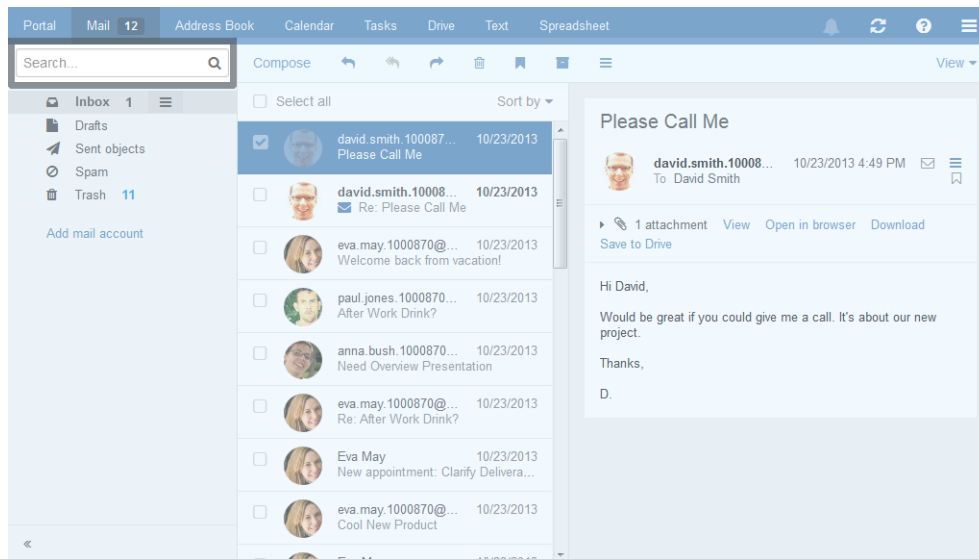 Portal Mail 12 Address Book Calendar Tasks Drive Text Spreadsheet
Search...
Compose View
Inbox 1
Drafts
Sent objects
Spam
Trash 11
Add mail account
Select all Sort by
david.smith.100087... 10/23/2013
Please Call Me
david.smith.10008... 10/23/2013
Re: Please Call Me
eva.may.1000870@... 10/23/2013
Welcome back from vacation!
paul.jones.1000870... 10/23/2013
After Work Drink?
anna.bush.1000870... 10/23/2013
Need Overview Presentation
eva.may.1000870@... 10/23/2013
Re: After Work Drink?
Eva May 10/23/2013
New appointment: Clarify Delivera...
eva.may.1000870@... 10/23/2013
Cool New Product
Please Call Me
david.smith.10008... 10/23/2013 4:49 PM
To David Smith
1 attachment View Open in browser Download
Save to Drive
Hi David,
Would be great if you could give me a call. It's about our new
project.
Thanks,
D.